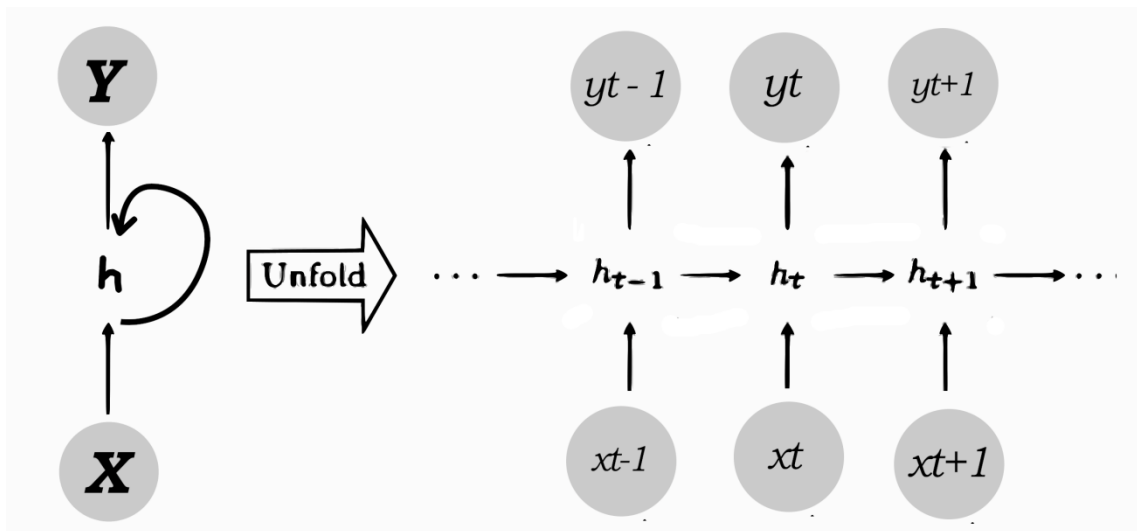 Y
yt - 1
yt
yt+1
h
Unfold
. . .
h_{t-1}
h_t
h_{t+1}
. . .
X
xt-1
xt
xt+1